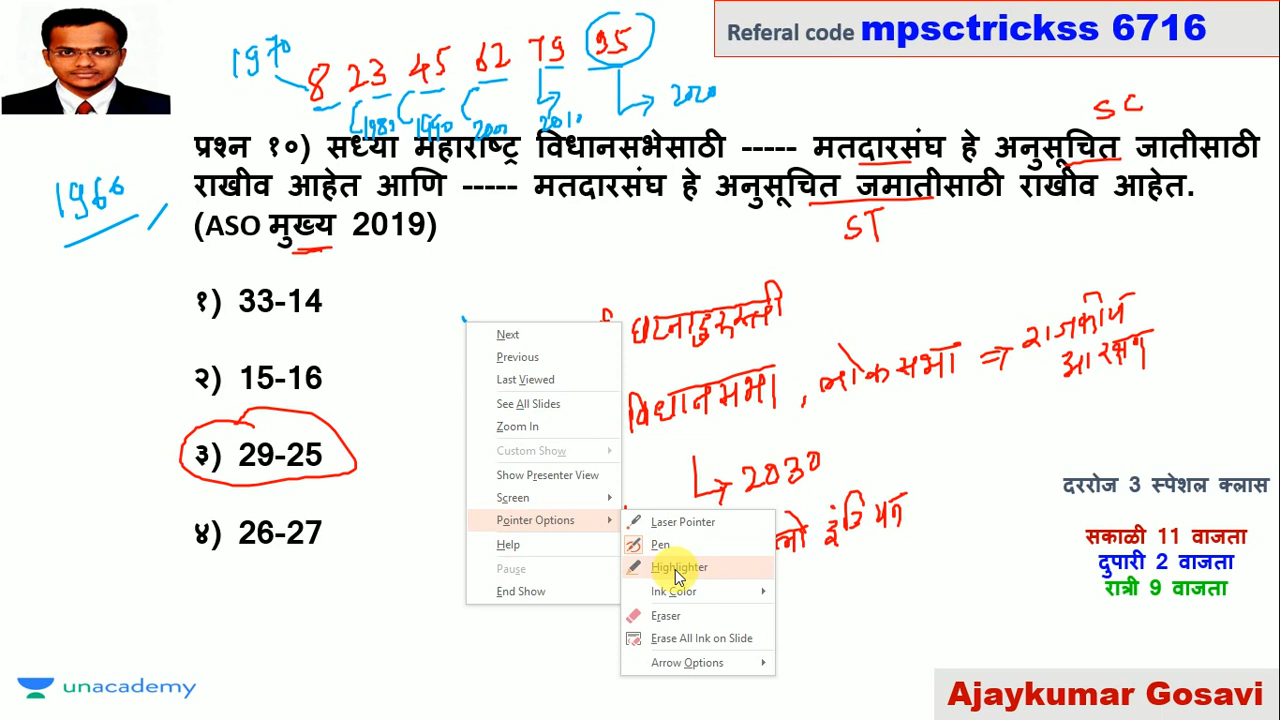 Referal code mpsctrickss 6716
1970
8 23 45 62 79 95
1990 2000 2010 2020
SC
प्रश्न १०) सध्या महाराष्ट्र विधानसभेसाठी ----- मतदारसंघ हे अनुसूचित जातीसाठी
राखीव आहेत आणि ----- मतदारसंघ हे अनुसूचित जमातीसाठी राखीव आहेत.
(ASO मुख्य 2019)
1966
ST
१) 33-14
२) 15-16
३) 29-25
४) 26-27
विधानसभा, लोकसभा ⇒ राजकीय
आरक्षण
2030
इंडियन
Next
Previous
Last Viewed
See All Slides
Zoom In
Custom Show
Show Presenter View
Screen
Pointer Options
Help
Pause
End Show
Laser Pointer
Pen
Highlighter
Ink Color
Eraser
Erase All Ink on Slide
Arrow Options
दररोज 3 स्पेशल क्लास
सकाळी 11 वाजता
दुपारी 2 वाजता
रात्री 9 वाजता
unacademy
Ajaykumar Gosavi